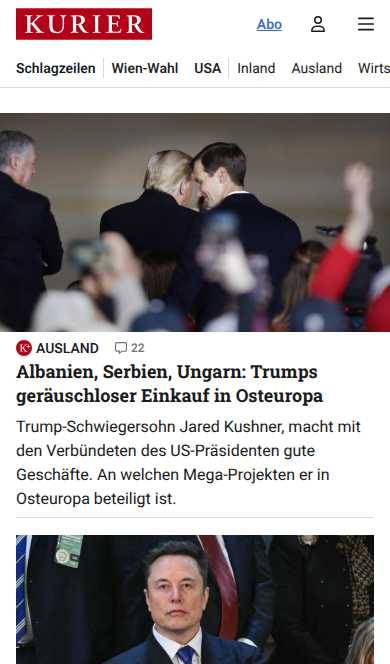 KURIER
Abo
Schlagzeilen Wien-Wahl USA Inland Ausland Wirts
K+ AUSLAND 22
Albanien, Serbien, Ungarn: Trumps
geräuschloser Einkauf in Osteuropa
Trump-Schwiegersohn Jared Kushner, macht mit
den Verbündeten des US-Präsidenten gute
Geschäfte. An welchen Mega-Projekten er in
Osteuropa beteiligt ist.